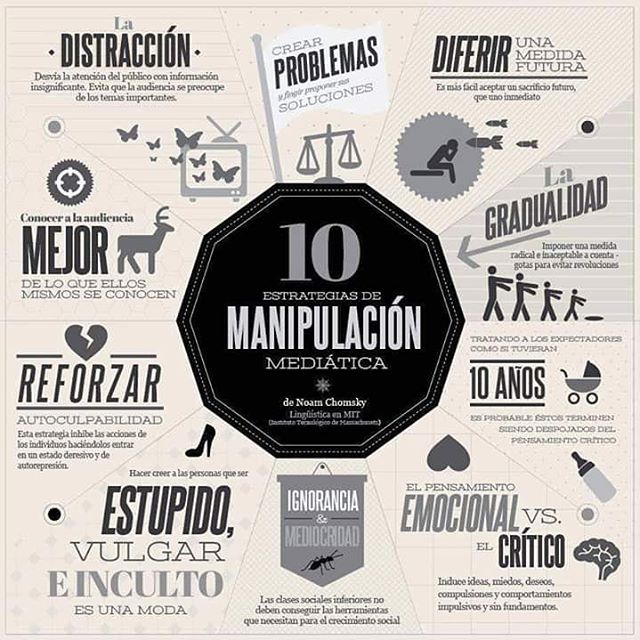 La
DISTRACCIÓN
Desvía la atención del público con información
insignificante. Evita que la audiencia se preocupe
de los temas importantes.
CREAR
PROBLEMAS
y fingir proponer sus
SOLUCIONES
DIFERIR UNA
MEDIDA
FUTURA
Es más fácil aceptar un sacrificio futuro,
que uno inmediato
La
GRADUALIDAD
Imponer una medida
radical e inaceptable a cuenta-
gotas para evitar revoluciones
TRATANDO A LOS EXPECTADORES
COMO SI TUVIERAN
10 AÑOS
ES PROBABLE ÉSTOS TERMINEN
SIENDO DESPOJADOS DEL
PENSAMIENTO CRÍTICO
EL PENSAMIENTO
EMOCIONAL VS.
EL CRÍTICO
Induce ideas, miedos, deseos,
compulsiones y comportamientos
impulsivos y sin fundamentos.
IGNORANCIA
&
MEDIOCRIDAD
Las clases sociales inferiores no
deben conseguir las herramientas
que necesitan para el crecimiento social
Hacer creer a las personas que ser
ESTUPIDO,
VULGAR
E INCULTO
ES UNA MODA
REFORZAR
AUTOCULPABILIDAD
Esta estrategia inhibe las acciones de
los individuos haciéndolos entrar
en un estado deresivo y de
autorepresión.
Conocer a la audiencia
MEJOR
DE LO QUE ELLOS
MISMOS SE CONOCEN
10
ESTRATEGIAS DE
MANIPULACIÓN
MEDIÁTICA
de Noam Chomsky
Lingüística en MIT
(Instituto Tecnológico de Massachusets)